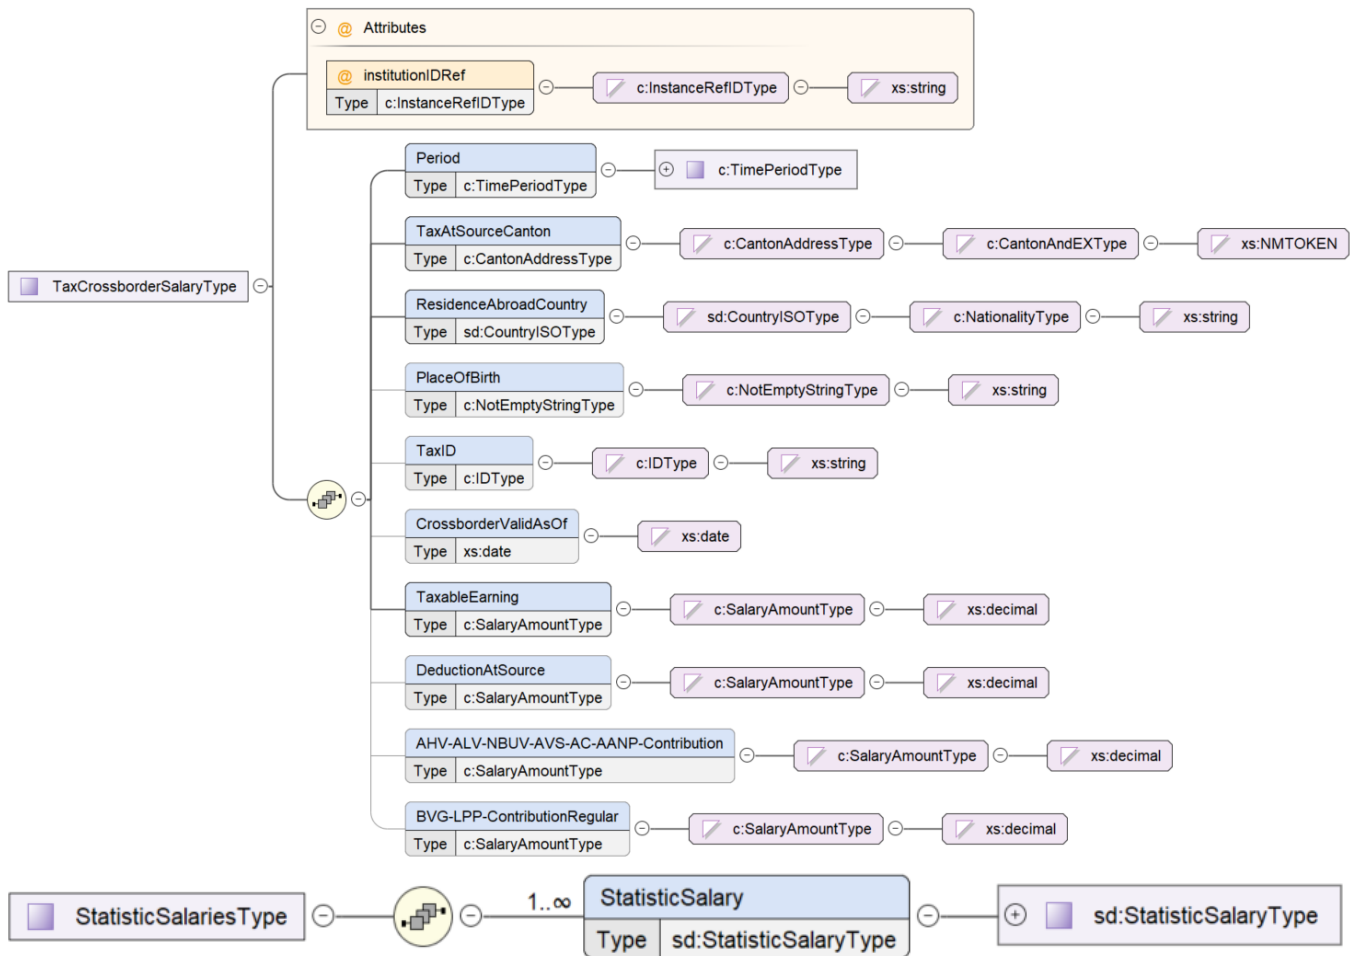 @ Attributes
@ institutionIDRef
Type c:InstanceRefIDType
c:InstanceRefIDType
xs:string
Period
Type c:TimePeriodType
c:TimePeriodType
TaxAtSourceCanton
Type c:CantonAddressType
c:CantonAddressType
c:CantonAndEXType
xs:NMTOKEN
TaxCrossborderSalaryType
ResidenceAbroadCountry
Type sd:CountryISOType
sd:CountryISOType
c:NationalityType
xs:string
PlaceOfBirth
Type c:NotEmptyStringType
c:NotEmptyStringType
xs:string
TaxID
Type c:IDType
c:IDType
xs:string
CrossborderValidAsOf
Type xs:date
xs:date
TaxableEarning
Type c:SalaryAmountType
c:SalaryAmountType
xs:decimal
DeductionAtSource
Type c:SalaryAmountType
c:SalaryAmountType
xs:decimal
AHV-ALV-NBUV-AVS-AC-AANP-Contribution
Type c:SalaryAmountType
c:SalaryAmountType
xs:decimal
BVG-LPP-ContributionRegular
Type c:SalaryAmountType
c:SalaryAmountType
xs:decimal
StatisticSalariesType
1..∞
StatisticSalary
Type sd:StatisticSalaryType
sd:StatisticSalaryType